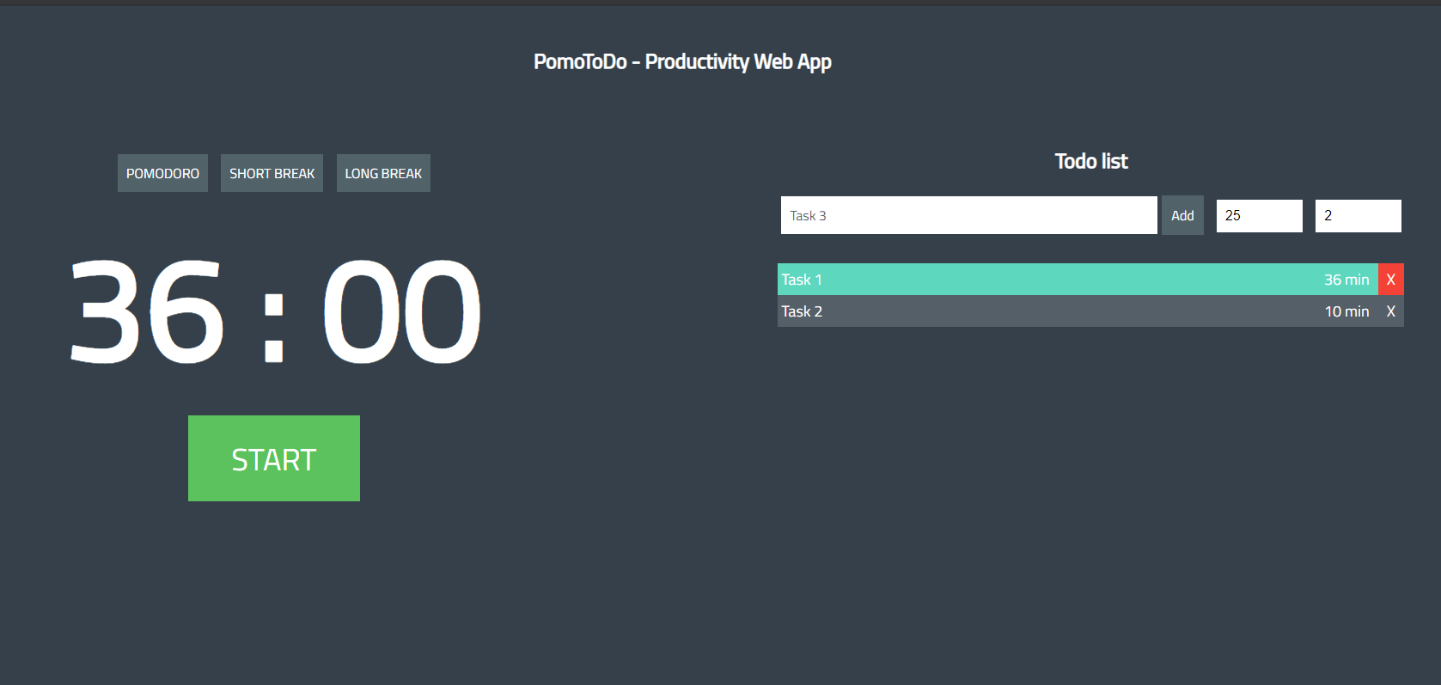 PomoToDo - Productivity Web App
POMODORO SHORT BREAK LONG BREAK
36 : 00
START
Todo list
Task 3 Add 25 2
Task 1 36 min X
Task 2 10 min X